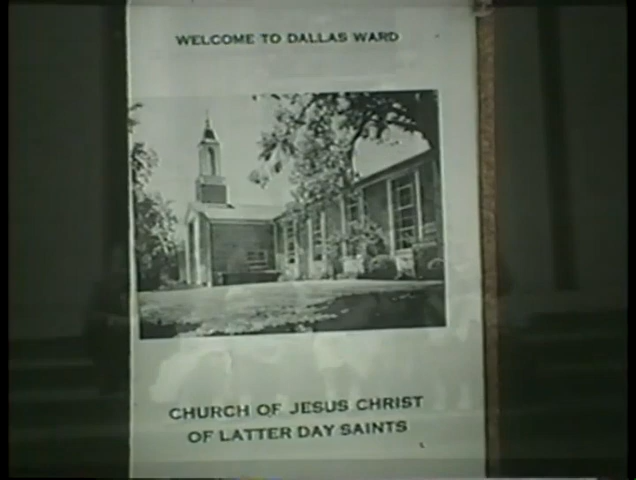 WELCOME TO DALLAS WARD
CHURCH OF JESUS CHRIST
OF LATTER DAY SAINTS